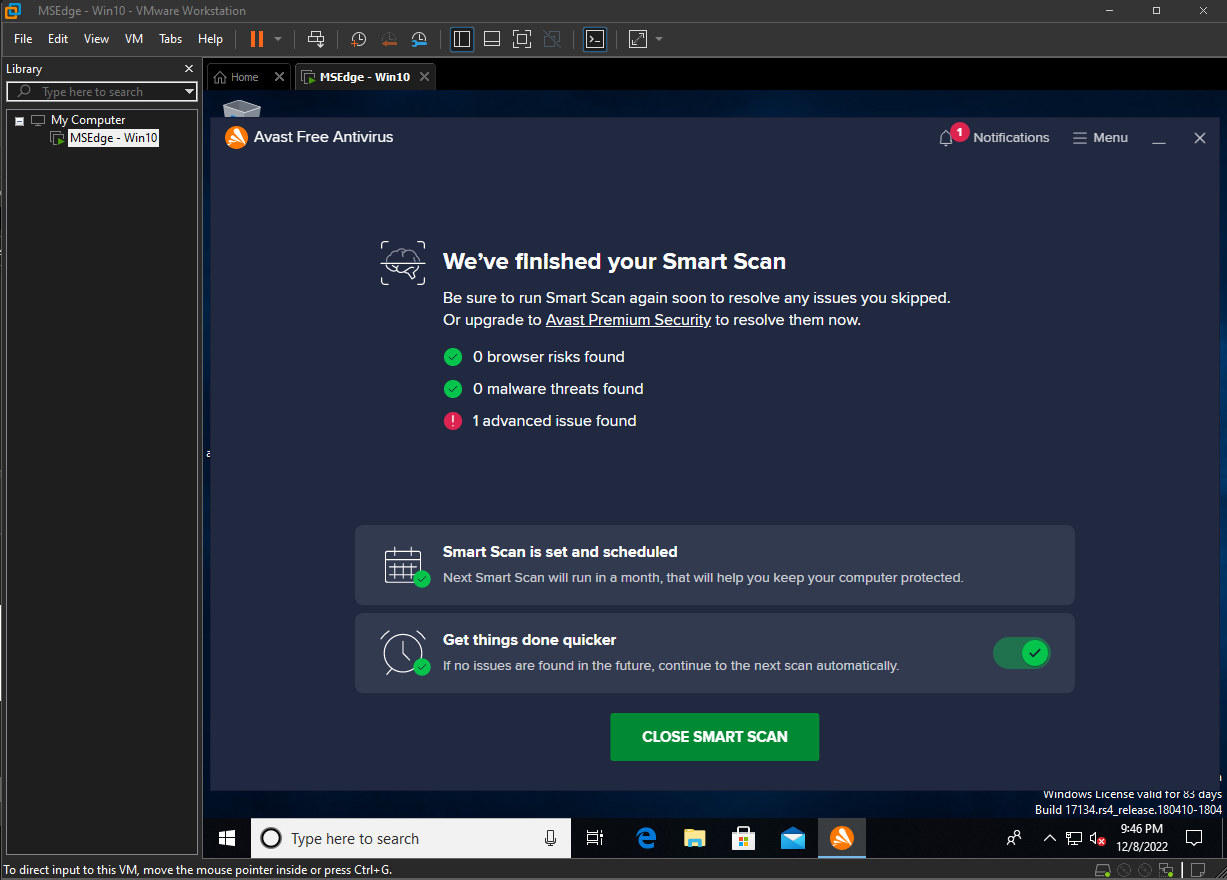 MSEdge - Win10 - VMware Workstation
File Edit View VM Tabs Help
Library
Type here to search
My Computer
MSEdge - Win10
Home
MSEdge - Win10
Avast Free Antivirus
1 Notifications
Menu
We've finished your Smart Scan
Be sure to run Smart Scan again soon to resolve any issues you skipped.
Or upgrade to Avast Premium Security to resolve them now.
0 browser risks found
0 malware threats found
1 advanced issue found
Smart Scan is set and scheduled
Next Smart Scan will run in a month, that will help you keep your computer protected.
Get things done quicker
If no issues are found in the future, continue to the next scan automatically.
CLOSE SMART SCAN
Windows License valid for 83 days
Build 17134.rs4_release.180410-1804
Type here to search
9:46 PM
12/8/2022
To direct input to this VM, move the mouse pointer inside or press Ctrl+G.